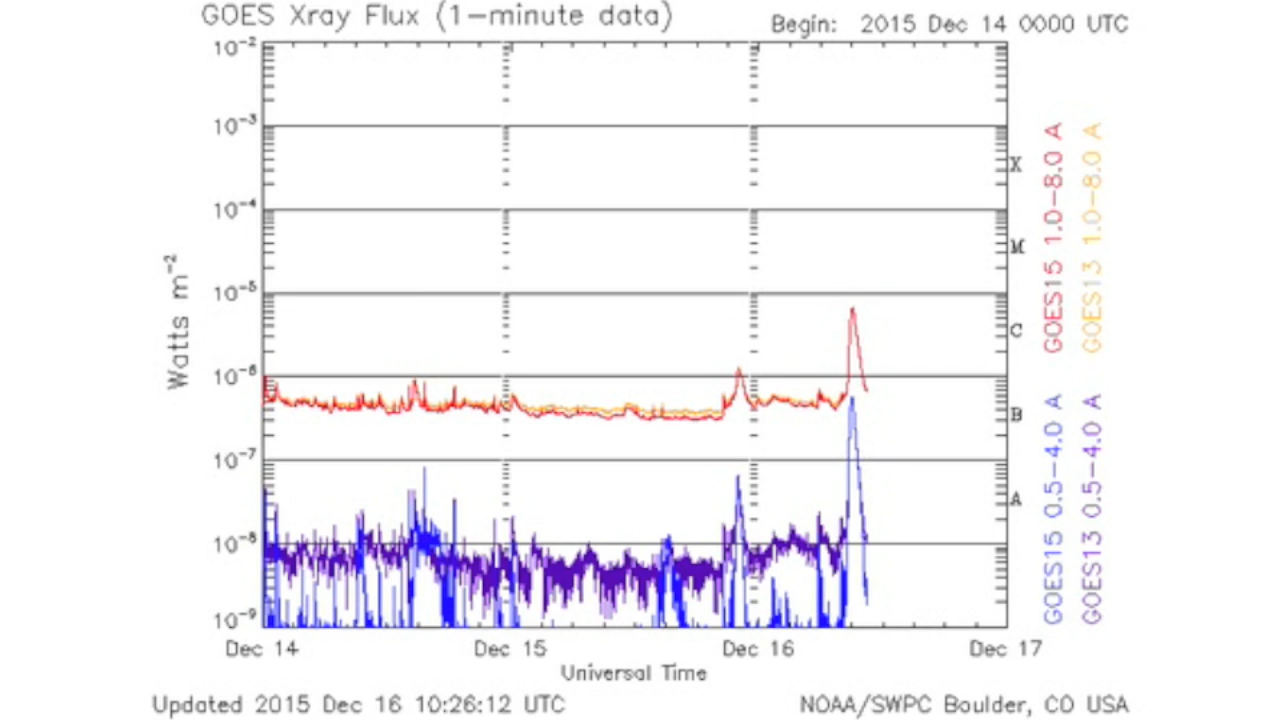 GOES Xray Flux (1-minute data)
Begin: 2015 Dec 14 0000 UTC
10-2
10-3
10-4
10-5
10-6
10-7
10-8
10-9
Watts m-2
X
M
C
B
A
GOES15 1.0-8.0 A
GOES13 1.0-8.0 A
GOES15 0.5-4.0 A
GOES13 0.5-4.0 A
Dec 14
Dec 15
Dec 16
Dec 17
Universal Time
Updated 2015 Dec 16 10:26:12 UTC
NOAA/SWPC Boulder, CO USA